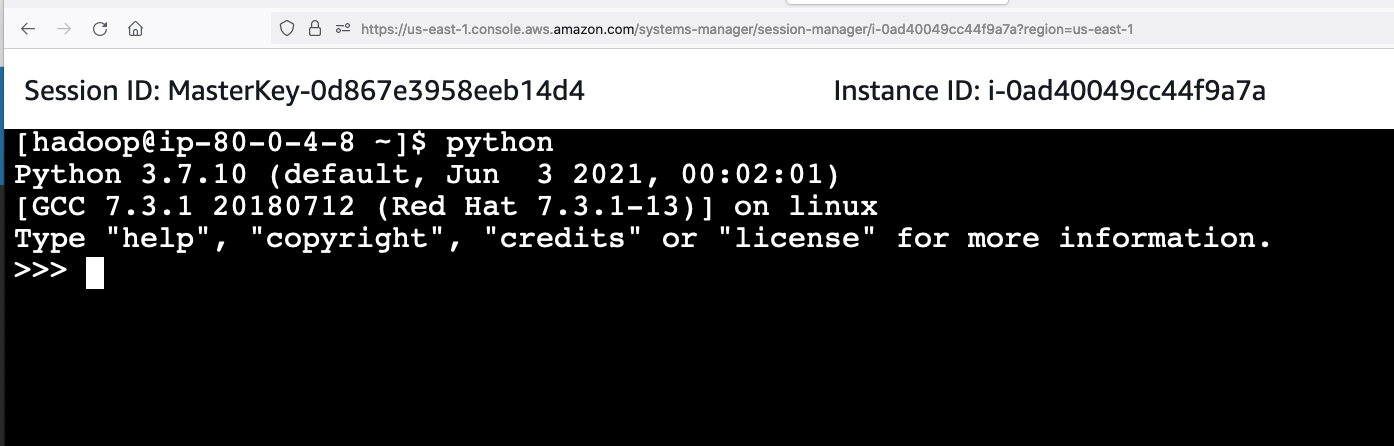 https://us-east-1.console.aws.amazon.com/systems-manager/session-manager/i-0ad40049cc44f9a7a?region=us-east-1
Session ID: MasterKey-0d867e3958eeb14d4 Instance ID: i-0ad40049cc44f9a7a
[hadoop@ip-80-0-4-8 ~]$ python
Python 3.7.10 (default, Jun  3 2021, 00:02:01)
[GCC 7.3.1 20180712 (Red Hat 7.3.1-13)] on linux
Type "help", "copyright", "credits" or "license" for more information.
>>>